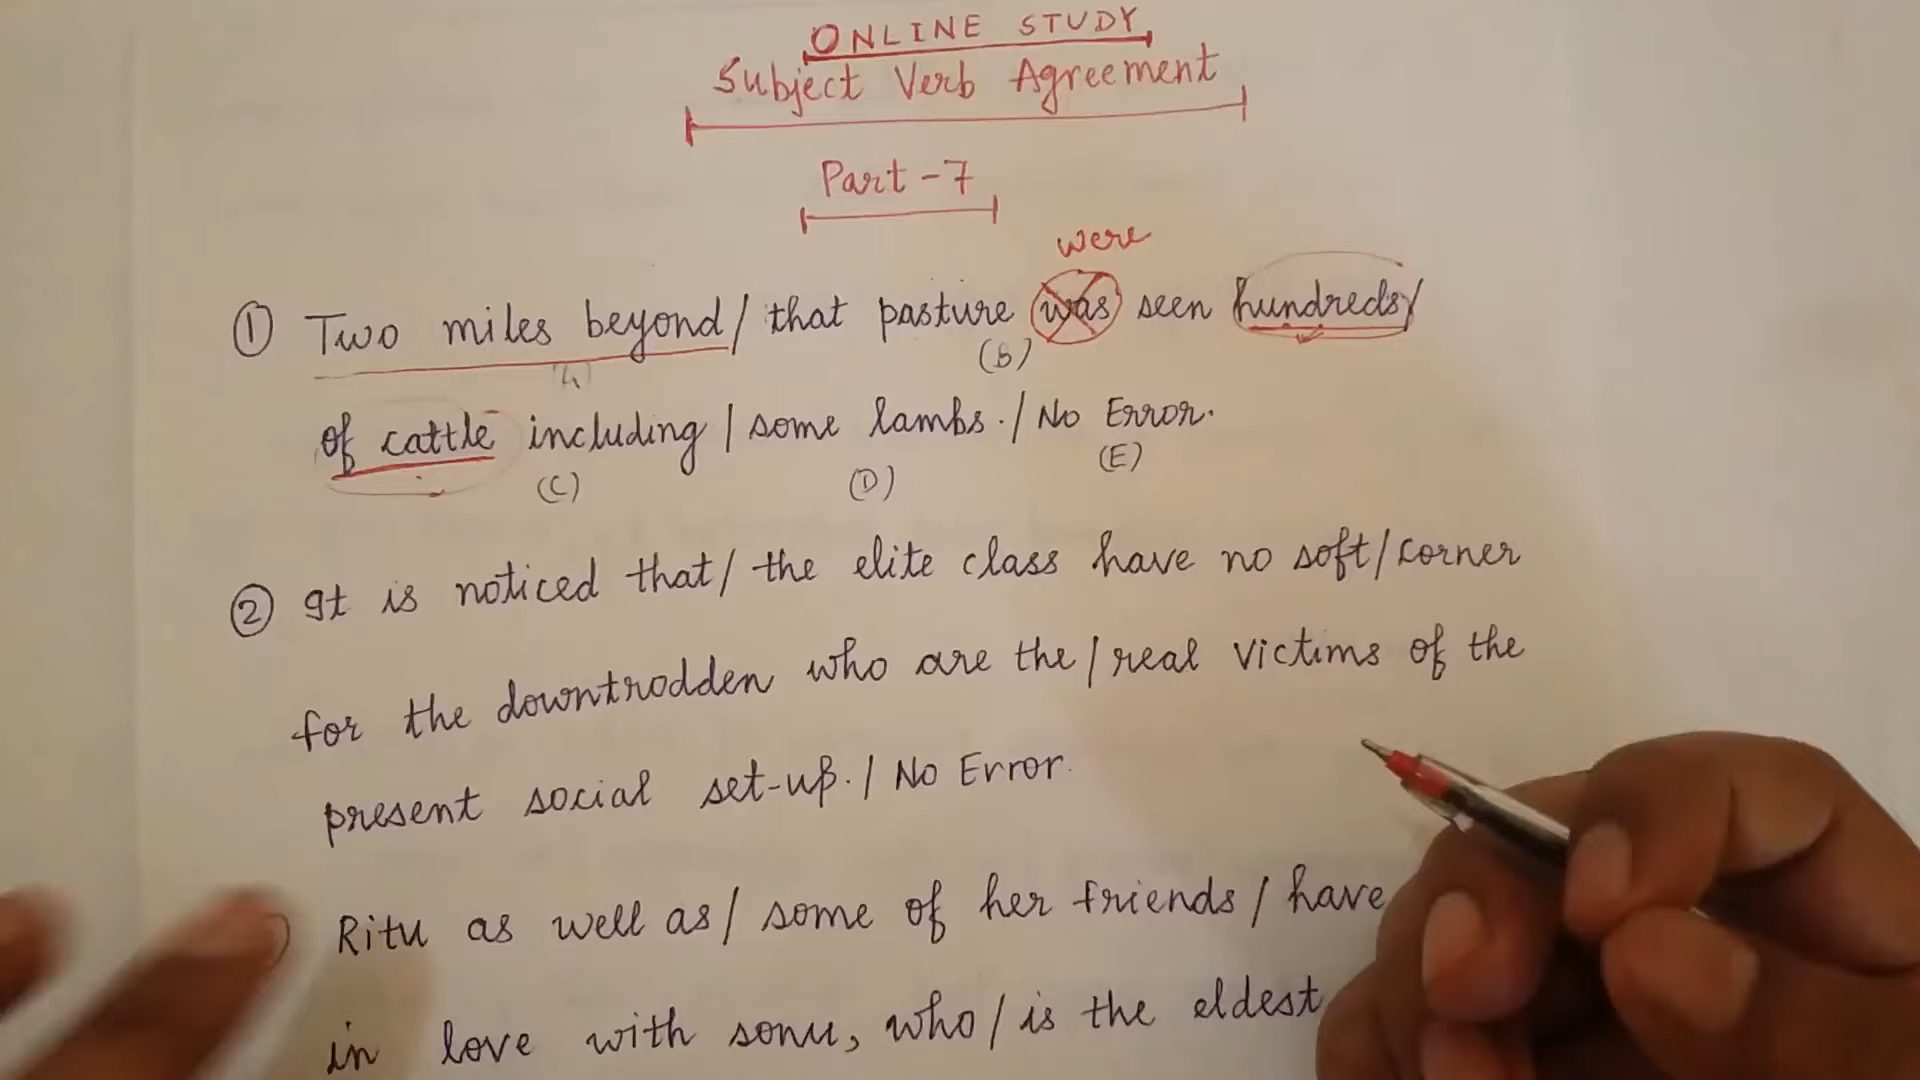 ONLINE STUDY
Subject Verb Agreement
Part-7
were
① Two miles beyond / that pasture was seen hundreds /
(A) (B)
of cattle including / some lambs. / No Error.
(C) (D) (E)
② It is noticed that / the elite class have no soft / corner
for the downtrodden who are the / real victims of the
present social set-up. / No Error.
Ritu as well as / some of her friends / have
in love with sonu, who / is the eldest